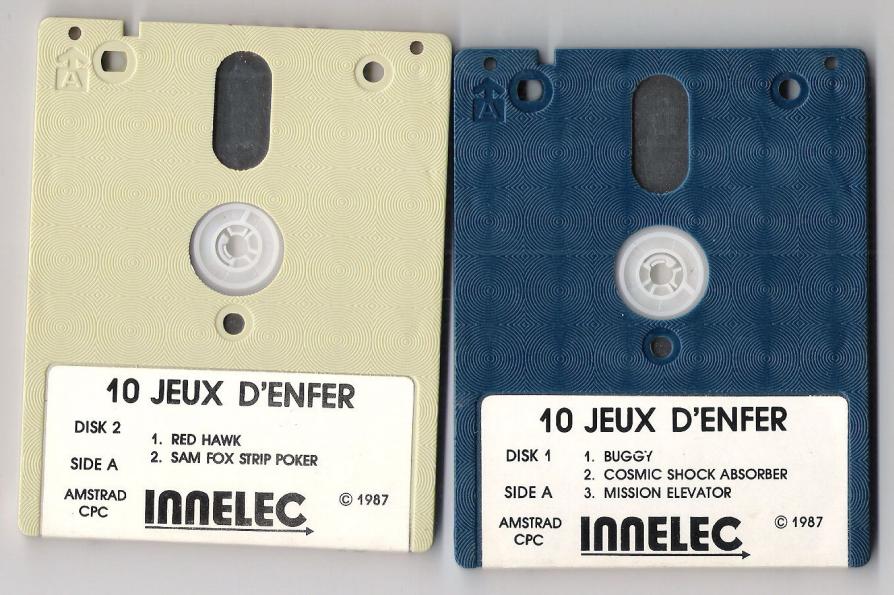 A
10 JEUX D'ENFER
DISK 2
1. RED HAWK
2. SAM FOX STRIP POKER
SIDE A
AMSTRAD
CPC
INNELEC
© 1987
A
10 JEUX D'ENFER
DISK 1
1. BUGGY
2. COSMIC SHOCK ABSORBER
3. MISSION ELEVATOR
SIDE A
AMSTRAD
CPC
INNELEC
© 1987